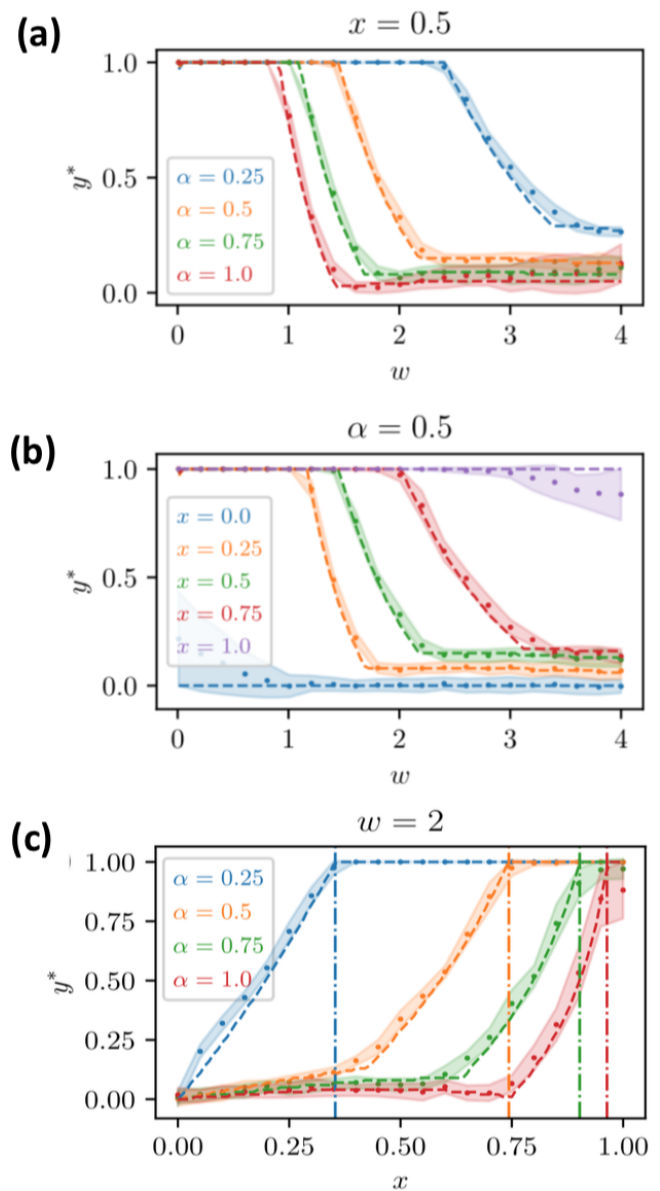 (a)
x = 0.5
1.0
0.5
0.0
y*
α = 0.25
α = 0.5
α = 0.75
α = 1.0
0 1 2 3 4
w
(b)
α = 0.5
1.0
0.5
0.0
y*
x = 0.0
x = 0.25
x = 0.5
x = 0.75
x = 1.0
0 1 2 3 4
w
(c)
w = 2
1.00
0.75
0.50
0.25
0.00
y*
α = 0.25
α = 0.5
α = 0.75
α = 1.0
0.00 0.25 0.50 0.75 1.00
x